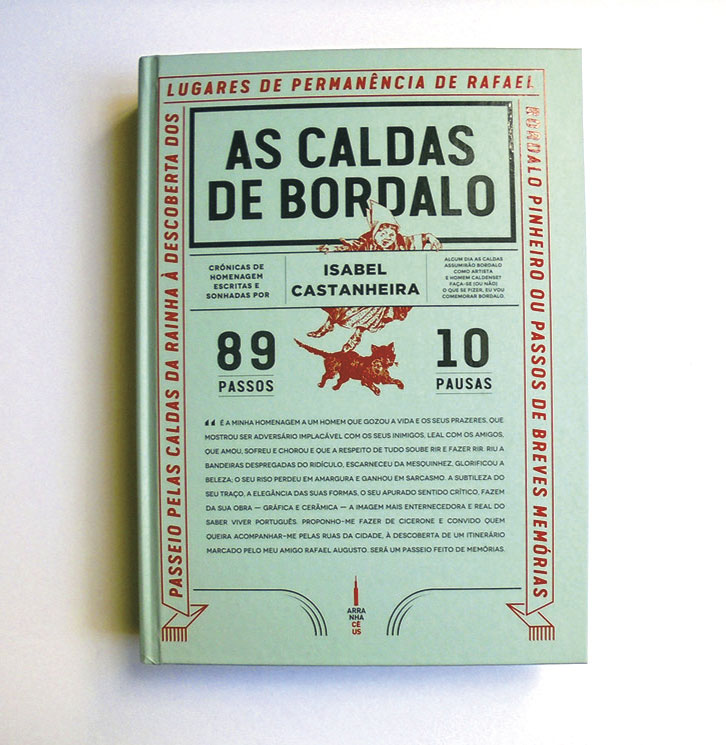 PASSEIO PELAS CALDAS DA RAINHA À DESCOBERTA DOS
LUGARES DE PERMANÊNCIA DE RAFAEL
BORDALO PINHEIRO OU PASSOS DE BREVES MEMÓRIAS
AS CALDAS
DE BORDALO
CRÓNICAS DE
HOMENAGEM
ESCRITAS E
SONHADAS POR
ISABEL
CASTANHEIRA
ALGUM DIA AS CALDAS
ASSUMIRÃO BORDALO
COMO ARTISTA
E HOMEM CALDENSE?
FAÇA-SE (OU NÃO)
O QUE SE FIZER, EU VOU
COMEMORAR BORDALO.
89
PASSOS
10
PAUSAS
“ É A MINHA HOMENAGEM A UM HOMEM QUE GOZOU A VIDA E OS SEUS PRAZERES, QUE
MOSTROU SER ADVERSÁRIO IMPLACÁVEL COM OS SEUS INIMIGOS, LEAL COM OS AMIGOS,
QUE AMOU, SOFREU E CHOROU E QUE A RESPEITO DE TUDO SOUBE RIR E FAZER RIR. RIU A
BANDEIRAS DESPREGADAS DO RIDÍCULO, ESCARNECEU DA MESQUINHEZ, GLORIFICOU A
BELEZA; O SEU RISO PERDEU EM AMARGURA E GANHOU EM SARCASMO. A SUBTILEZA DO
SEU TRAÇO, A ELEGÂNCIA DAS SUAS FORMAS, O SEU APURADO SENTIDO CRÍTICO, FAZEM
DA SUA OBRA — GRÁFICA E CERÂMICA — A IMAGEM MAIS ENTERNECEDORA E REAL DO
SABER VIVER PORTUGUÊS. PROPONHO-ME FAZER DE CICERONE E CONVIDO QUEM
QUEIRA ACOMPANHAR-ME PELAS RUAS DA CIDADE, À DESCOBERTA DE UM ITINERÁRIO
MARCADO PELO MEU AMIGO RAFAEL AUGUSTO. SERÁ UM PASSEIO FEITO DE MEMÓRIAS.
ARRA
NHA
CÉ
US